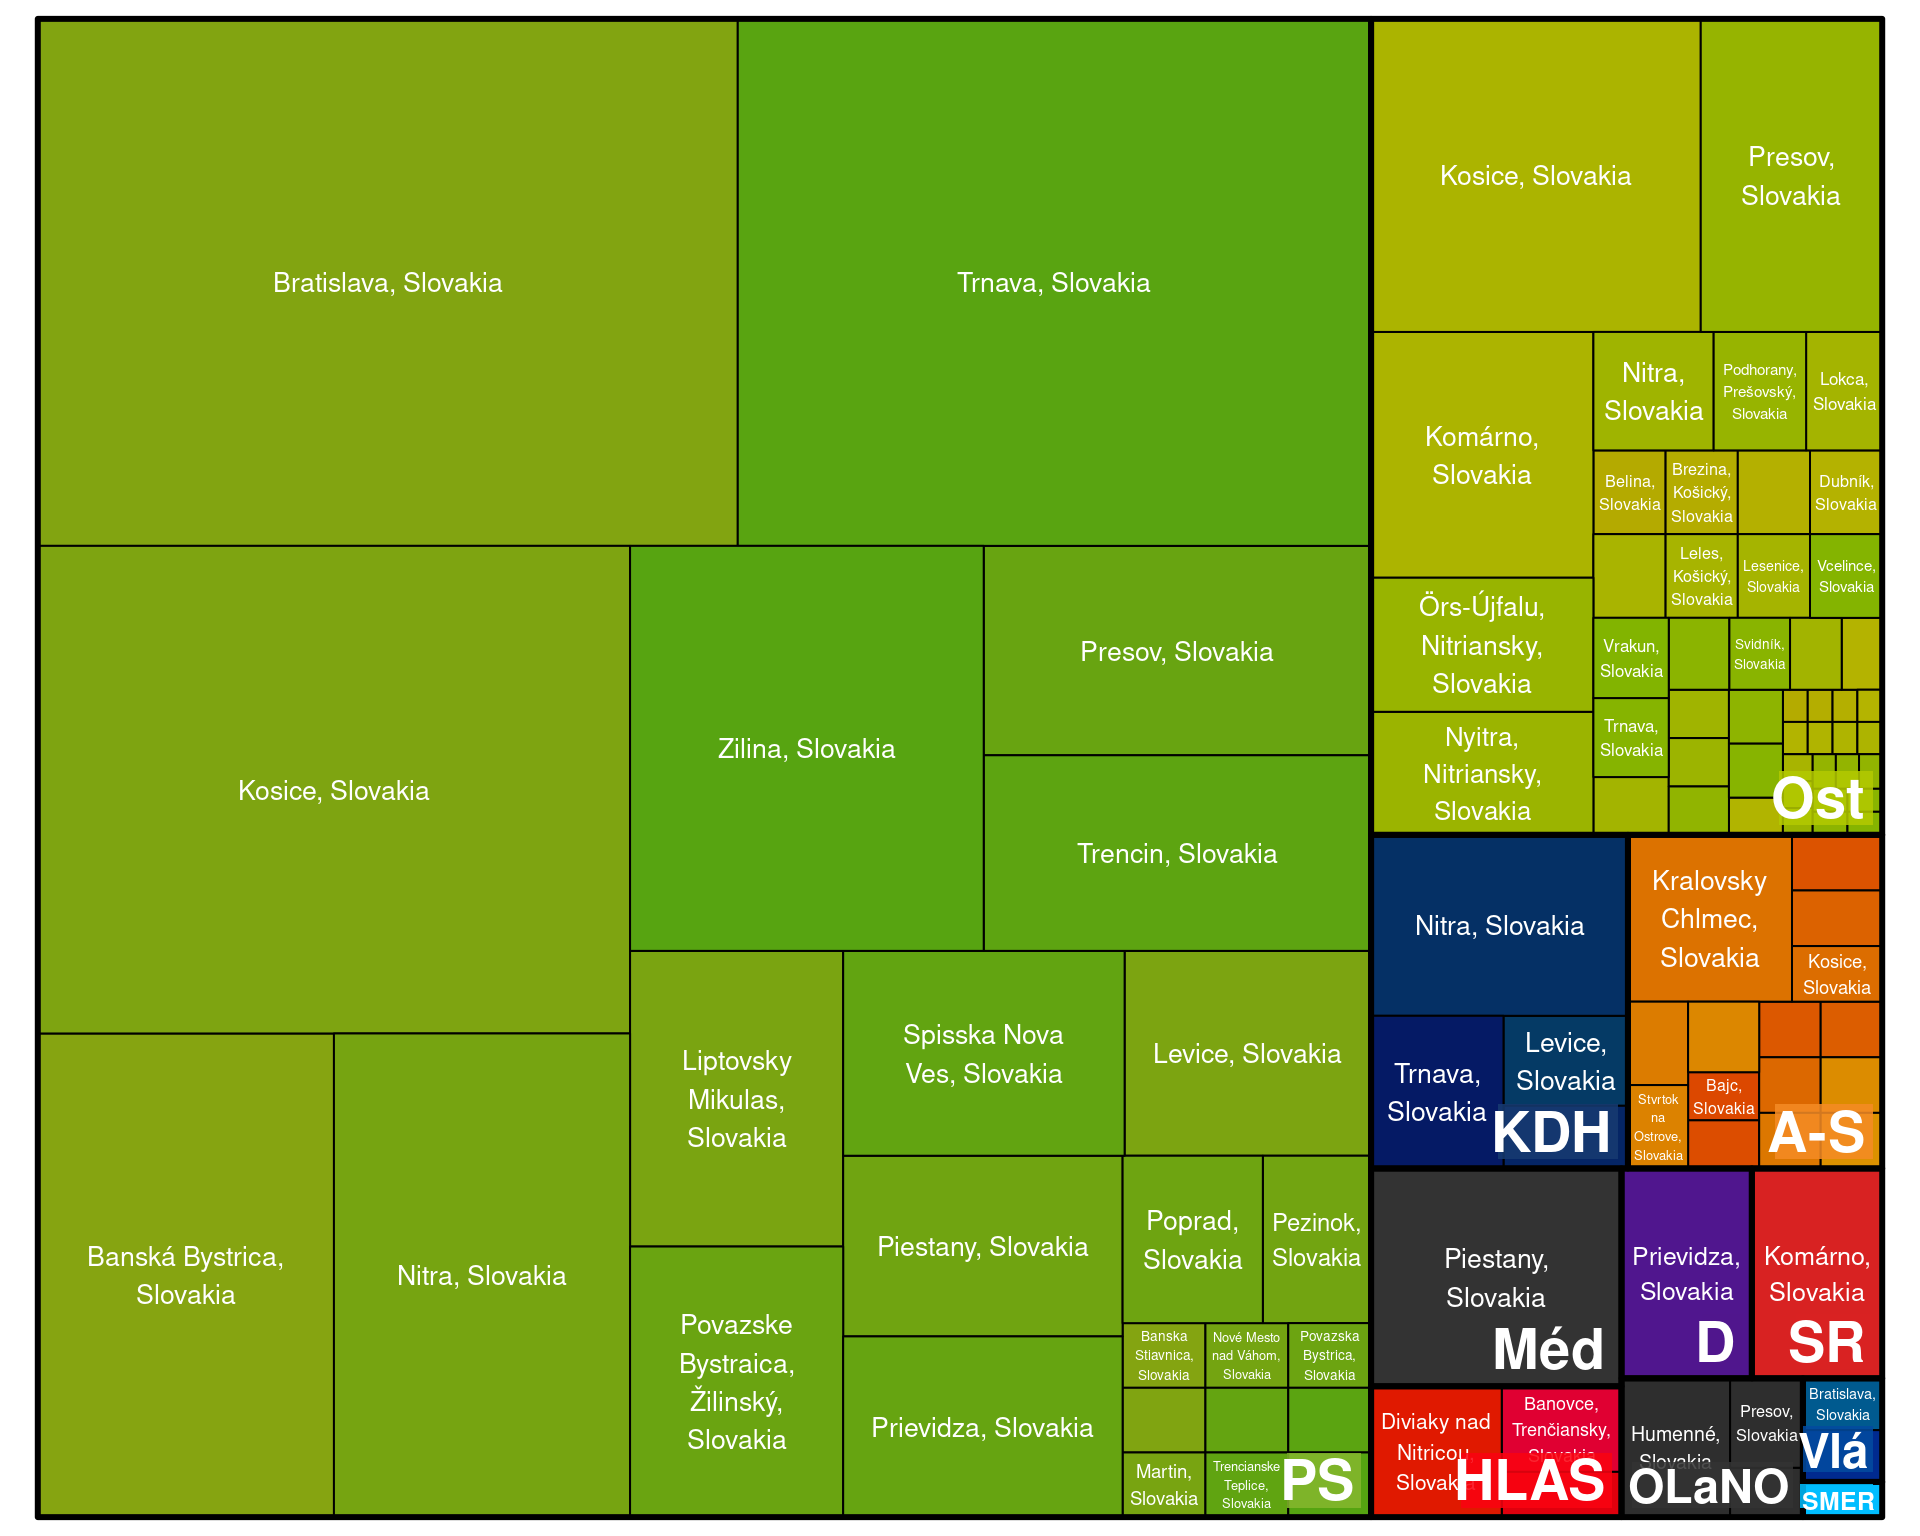 Bratislava, Slovakia
Trnava, Slovakia
Kosice, Slovakia
Zilina, Slovakia
Presov, Slovakia
Trencin, Slovakia
Banská Bystrica,
Slovakia
Nitra, Slovakia
Liptovsky
Mikulas,
Slovakia
Povazske
Bystraica,
Žilinský,
Slovakia
Spisska Nova
Ves, Slovakia
Levice, Slovakia
Piestany, Slovakia
Prievidza, Slovakia
Poprad,
Slovakia
Pezinok,
Slovakia
Banska
Stiavnica,
Slovakia
Nové Mesto
nad Váhom,
Slovakia
Povazska
Bystrica,
Slovakia
Martin,
Slovakia
Trencianske
Teplice,
Slovakia
PS
Kosice, Slovakia
Presov,
Slovakia
Komárno,
Slovakia
Örs-Újfalu,
Nitriansky,
Slovakia
Nyitra,
Nitriansky,
Slovakia
Nitra,
Slovakia
Podhorany,
Prešovský,
Slovakia
Lokca,
Slovakia
Belina,
Slovakia
Brezina,
Košický,
Slovakia
Dubník,
Slovakia
Leles,
Košický,
Slovakia
Lesenice,
Slovakia
Vcelince,
Slovakia
Vrakun,
Slovakia
Svidník,
Slovakia
Trnava,
Slovakia
Ost
Nitra, Slovakia
Trnava,
Slovakia
Levice,
Slovakia
KDH
Kralovsky
Chlmec,
Slovakia
Kosice,
Slovakia
Stvrtok
na
Ostrove,
Slovakia
Bajc,
Slovakia
A-S
Piestany,
Slovakia
Méd
Prievidza,
Slovakia
D
Komárno,
Slovakia
SR
Diviaky nad
Nitricou,
Slovakia
Banovce,
Trenčiansky,
Slovakia
HLAS
Humenné,
Slovakia
Presov,
Slovakia
OLaNO
Bratislava,
Slovakia
Vlá
SMER